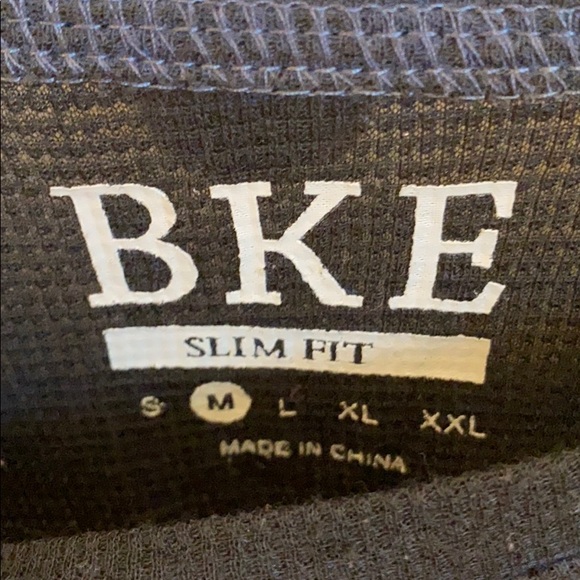 BKE
SLIM FIT
S M L XL XXL
MADE IN CHINA